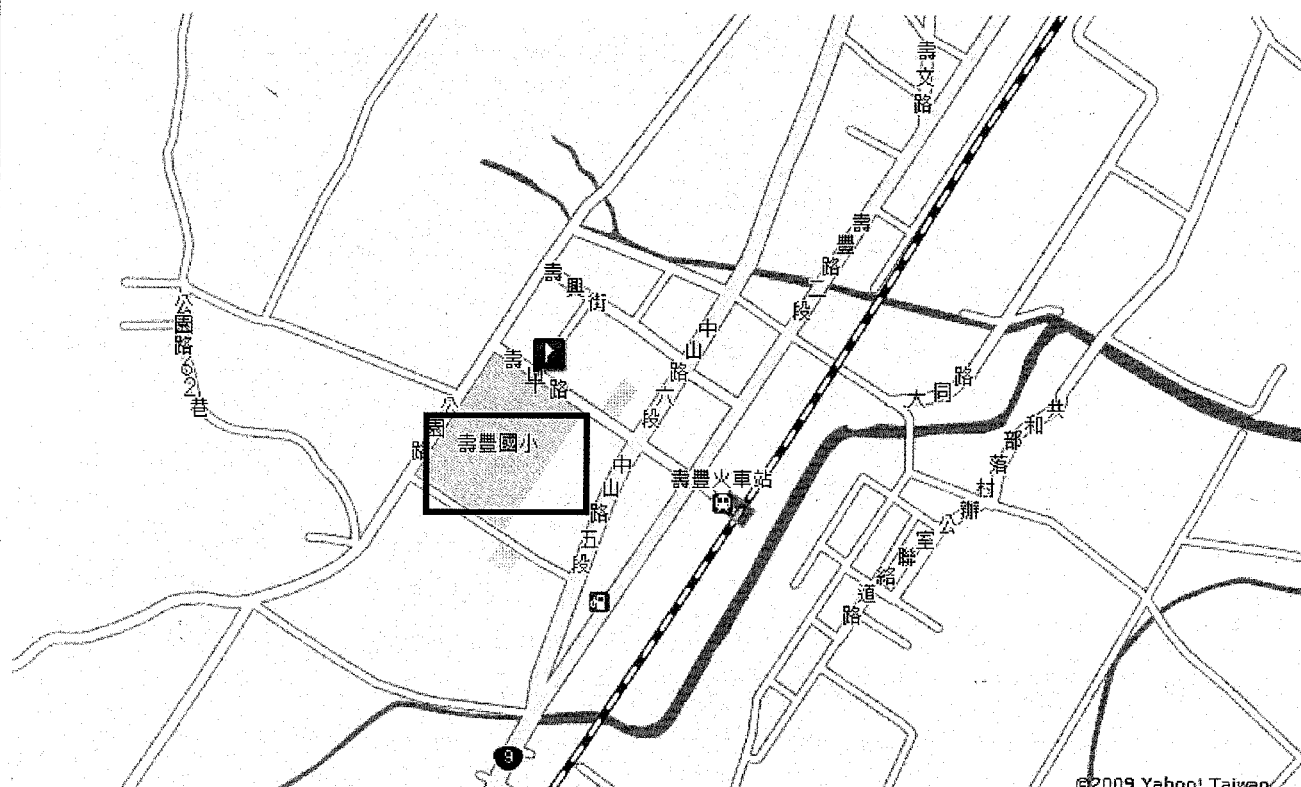 壽文路
壽豐路二段
壽興街
中山路六段
公園路62巷
壽山路
大同路
公園路
壽豐國小
共和部落村辦公室聯絡道路
中山路五段
壽豐火車站
9
©2009 Yahoo! Taiwan